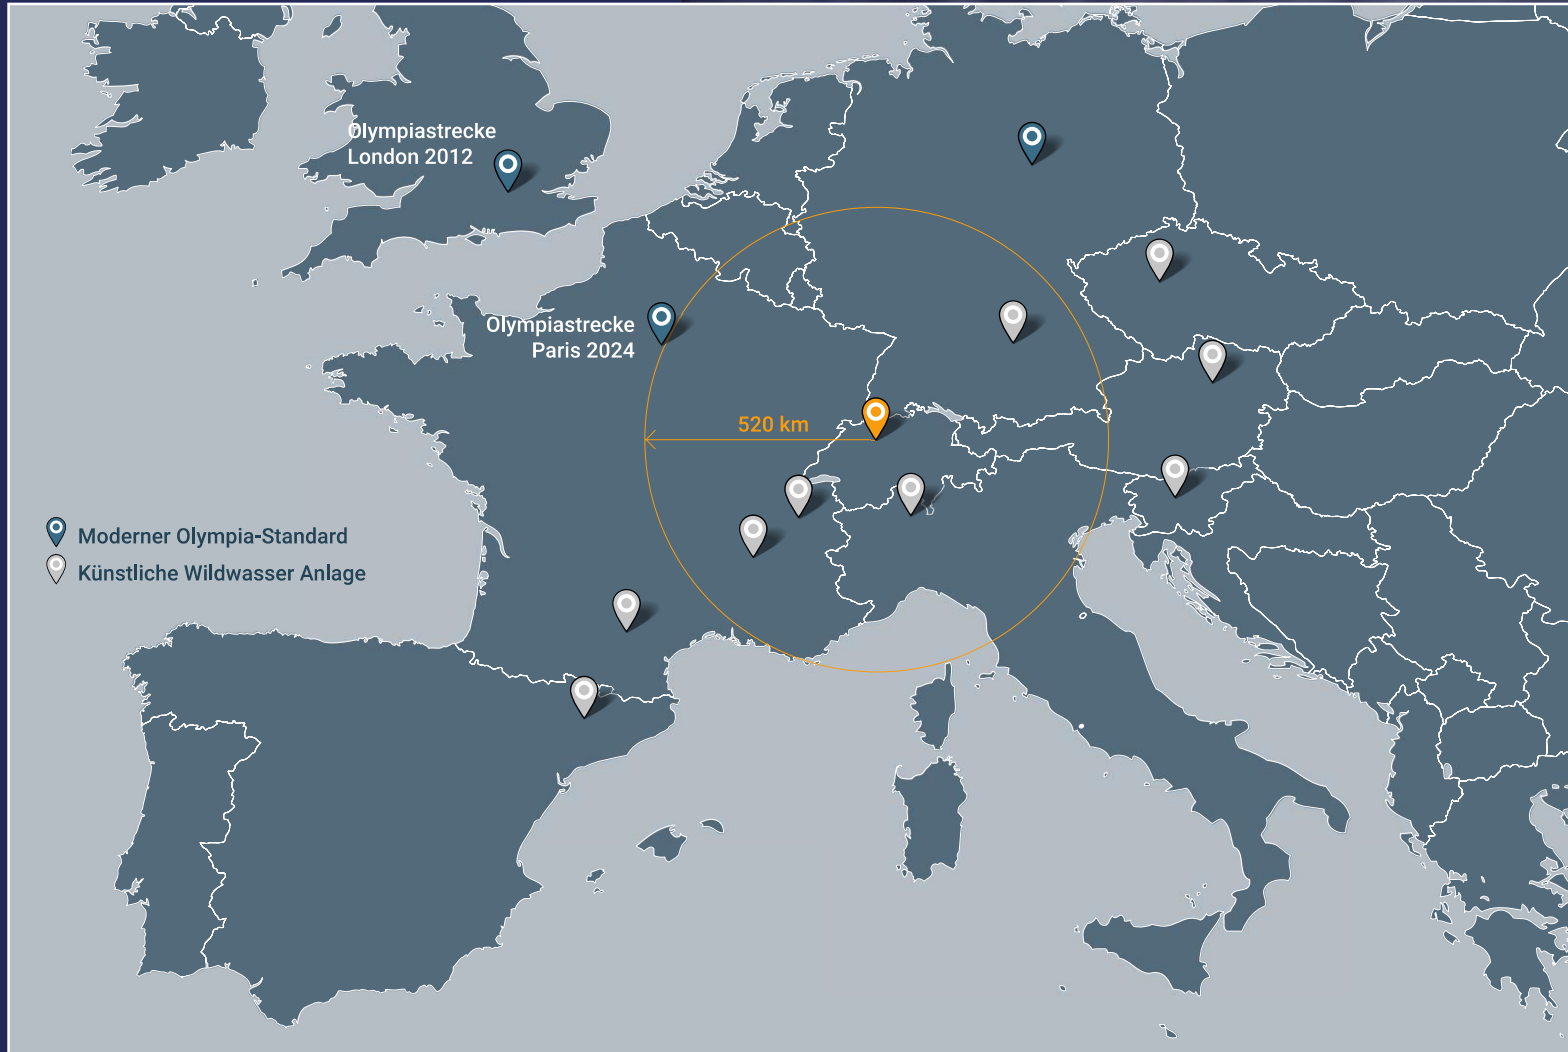 Olympiastrecke
London 2012
Olympiastrecke
Paris 2024
520 km
Moderner Olympia-Standard
Künstliche Wildwasser Anlage